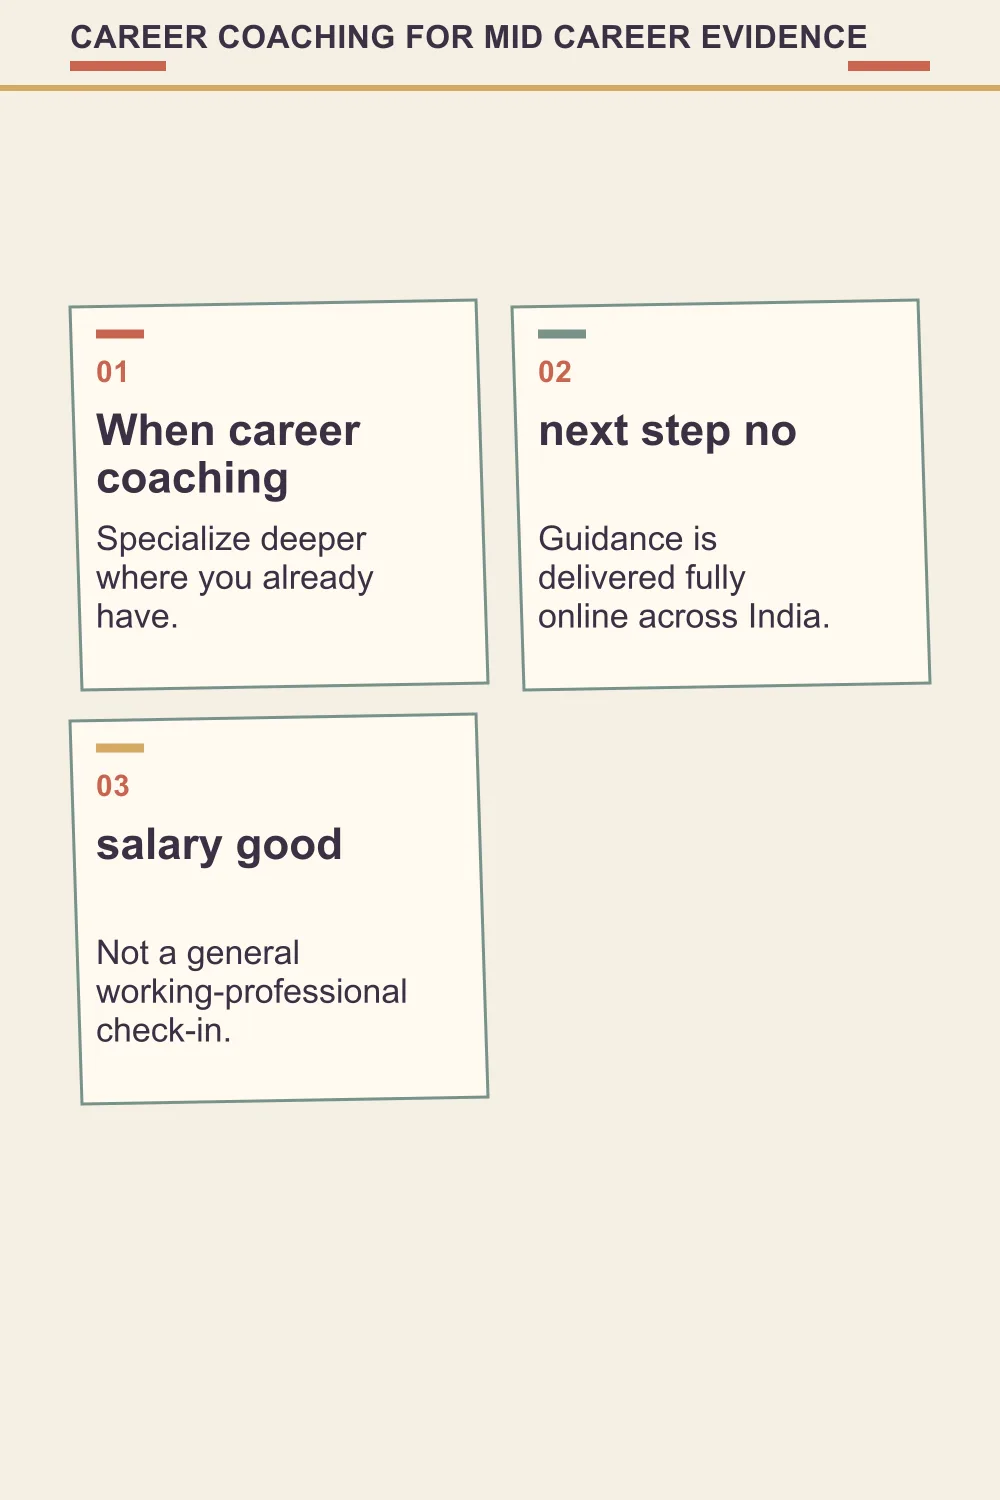 CAREER COACHING FOR MID CAREER EVIDENCE
01
When career
coaching
Specialize deeper
where you already
have.
02
next step no
Guidance is
delivered fully
online across India.
03
salary good
Not a general
working-professional
check-in.